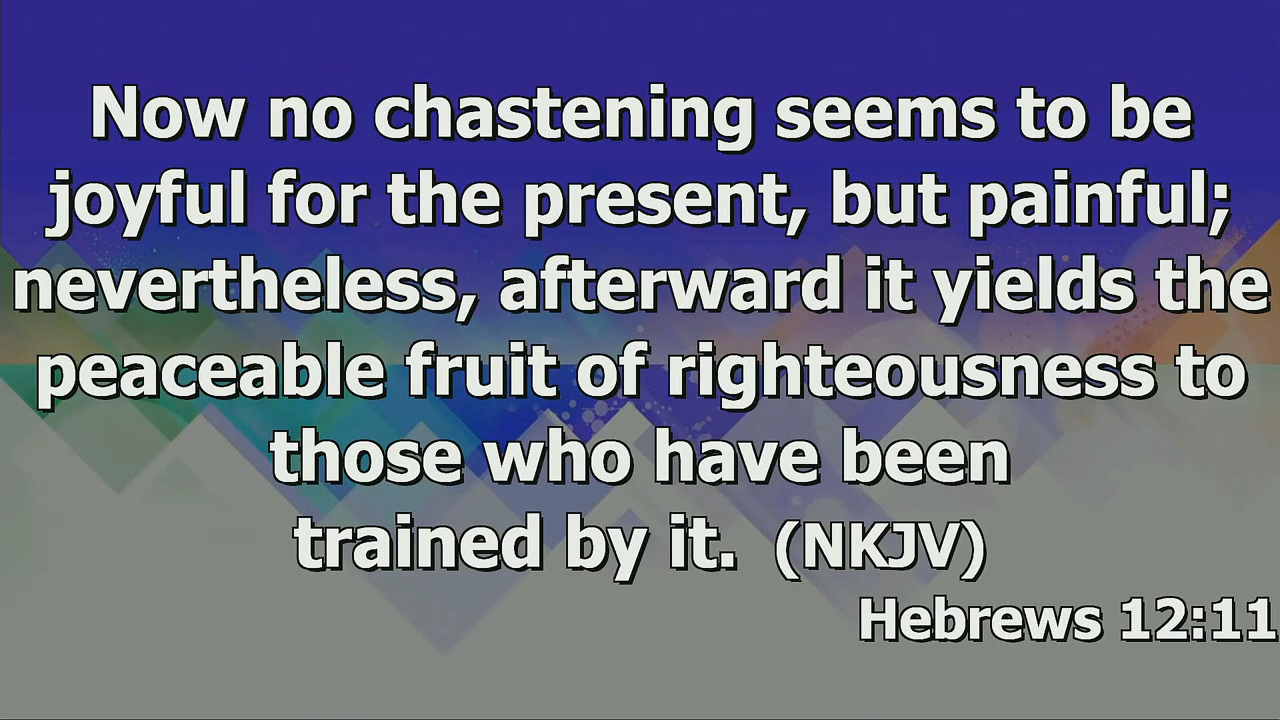 Now no chastening seems to be
joyful for the present, but painful;
nevertheless, afterward it yields the
peaceable fruit of righteousness to
those who have been
trained by it.  (NKJV)
Hebrews 12:11